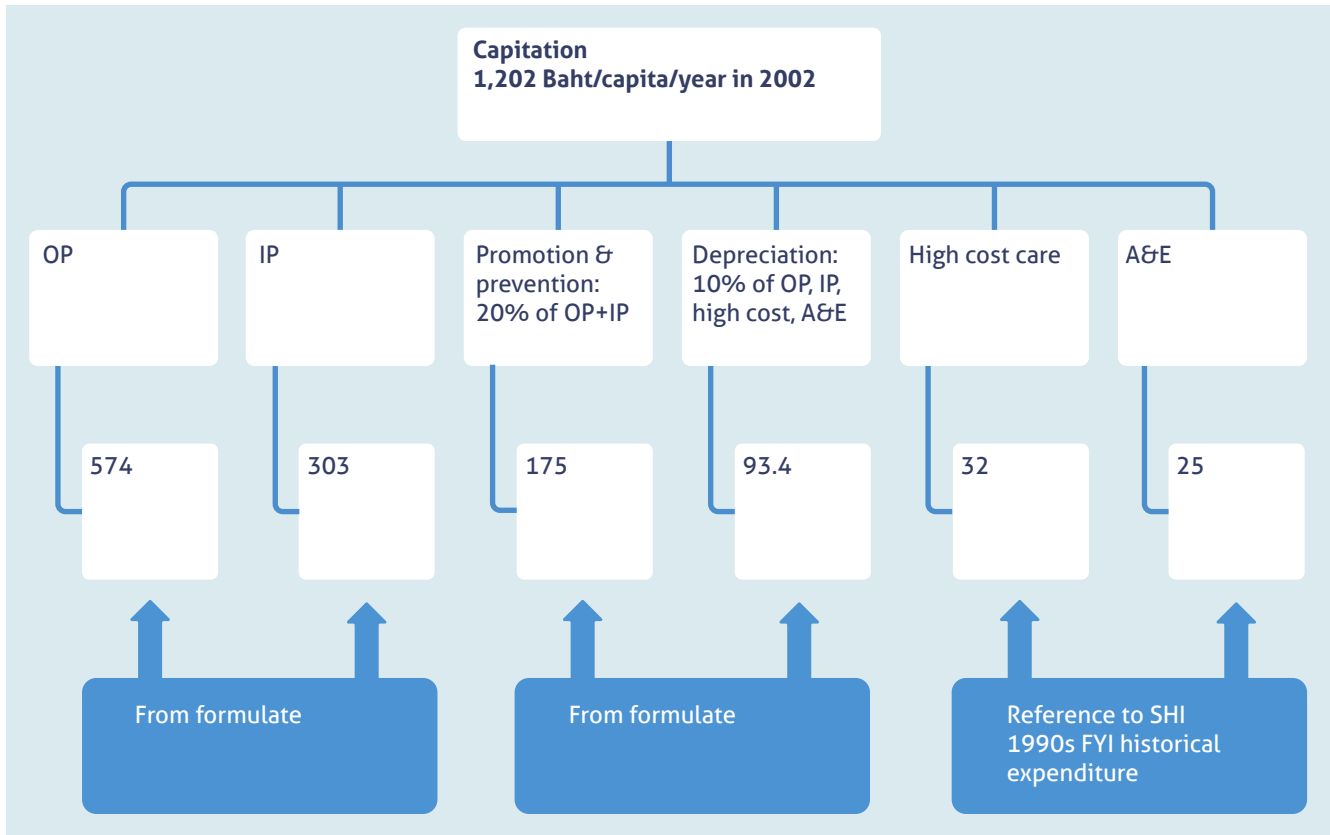 Capitation
1,202 Baht/capita/year in 2002
OP
IP
Promotion &
prevention:
20% of OP+IP
Depreciation:
10% of OP, IP,
high cost, A&E
High cost care
A&E
574
303
175
93.4
32
25
From formulate
From formulate
Reference to SHI
1990s FYI historical
expenditure